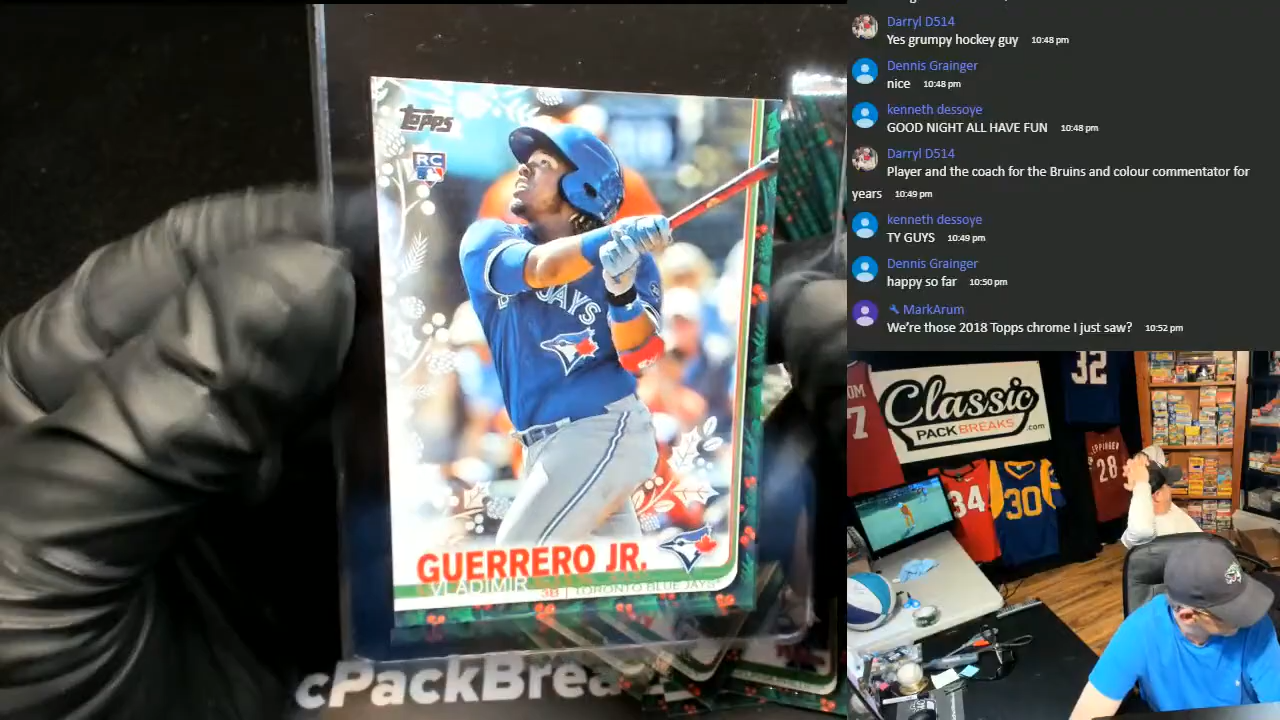 Topps
RC
JAYS
GUERRERO JR.
VLADIMIR
3B | TORONTO BLUE JAYS
cPackBrea
Darryl D514
Yes grumpy hockey guy 10:48 pm
Dennis Grainger
nice 10:48 pm
kenneth dessoye
GOOD NIGHT ALL HAVE FUN 10:48 pm
Darryl D514
Player and the coach for the Bruins and colour commentator for
years 10:49 pm
kenneth dessoye
TY GUYS 10:49 pm
Dennis Grainger
happy so far 10:50 pm
MarkArum
We're those 2018 Topps chrome I just saw? 10:52 pm
Classic
PACK BREAKS.com
32
7
34
30
28